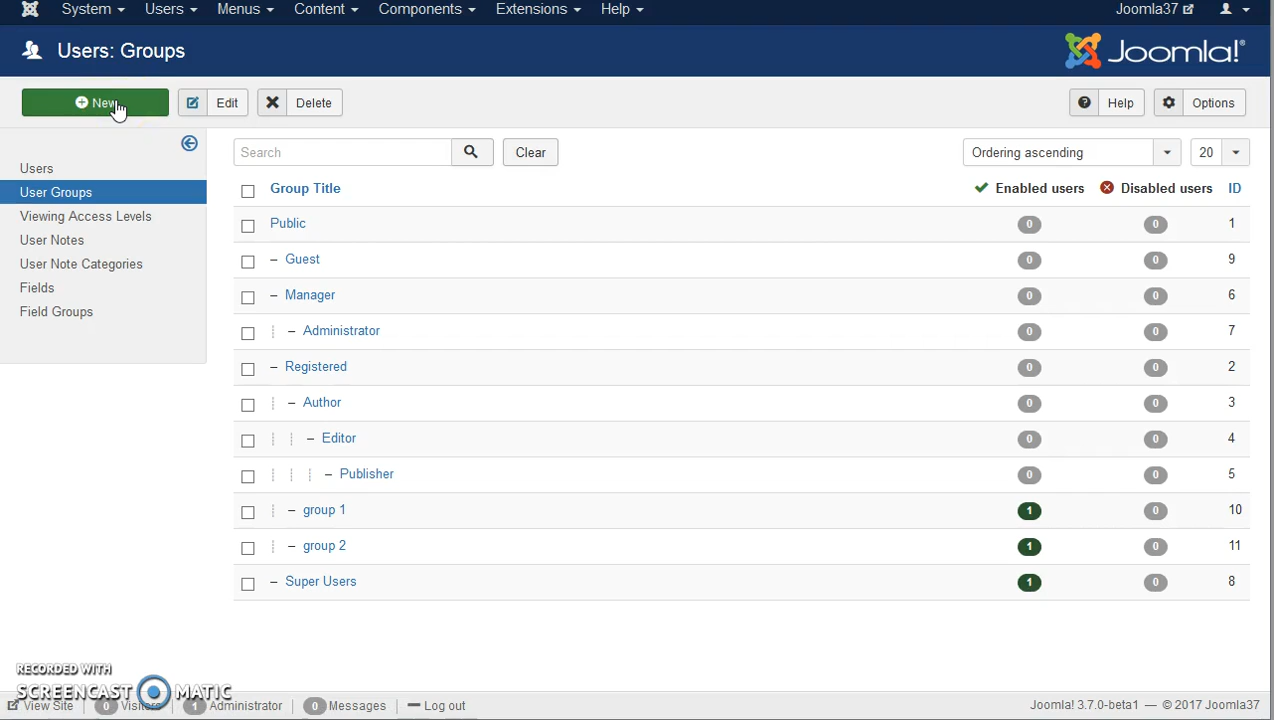 System Users Menus Content Components Extensions Help Joomla37
Users: Groups Joomla!®
New Edit Delete Help Options
Search Clear Ordering ascending 20
Users
User Groups
Viewing Access Levels
User Notes
User Note Categories
Fields
Field Groups
Group Title Enabled users Disabled users ID
Public 0 0 1
– Guest 0 0 9
– Manager 0 0 6
– Administrator 0 0 7
– Registered 0 0 2
– Author 0 0 3
– Editor 0 0 4
– Publisher 0 0 5
– group 1 1 0 10
– group 2 1 0 11
– Super Users 1 0 8
RECORDED WITH
SCREENCAST MATIC
View Site 0 Visitors 1 Administrator 0 Messages Log out Joomla! 3.7.0-beta1 — © 2017 Joomla37